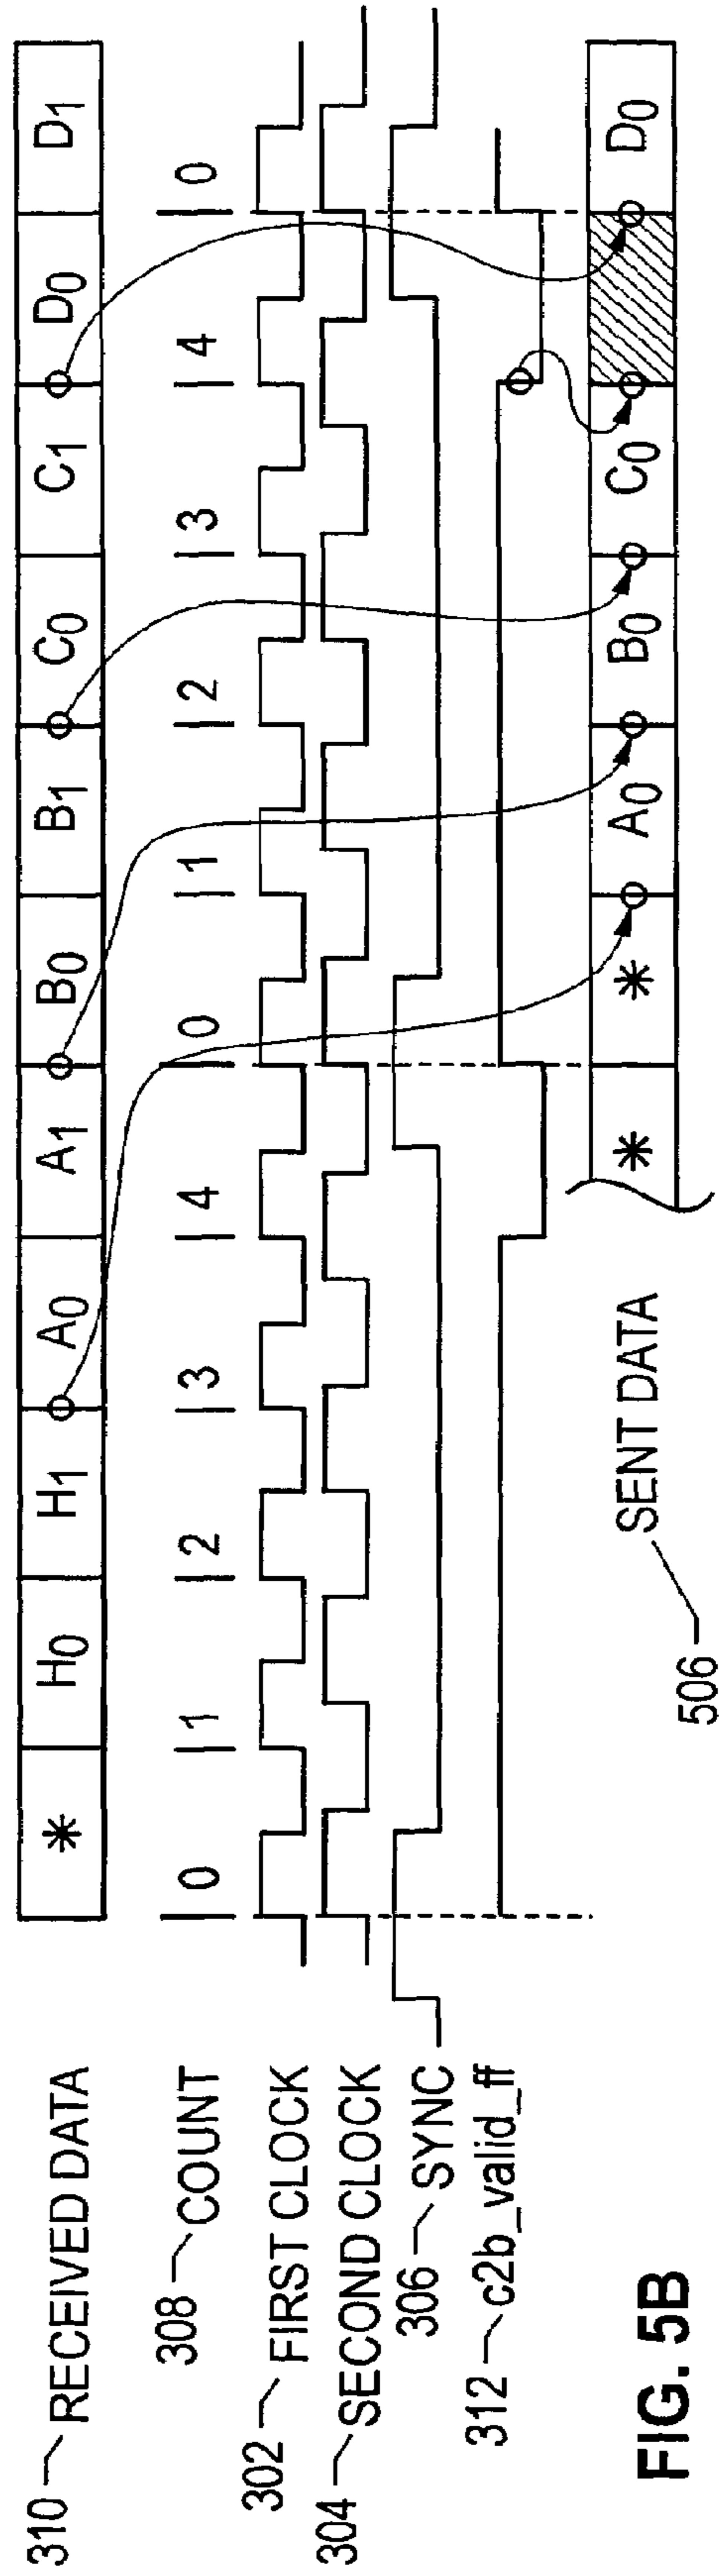 310 RECEIVED DATA * H0 H1 A0 A1 B0 B1 C0 C1 D0 D1
308 COUNT 0 1 2 3 4 0 1 2 3 4 0
302 FIRST CLOCK
304 SECOND CLOCK
306 SYNC
312 c2b_valid_ff
506 SENT DATA * * A0 B0 C0 D0
FIG. 5B